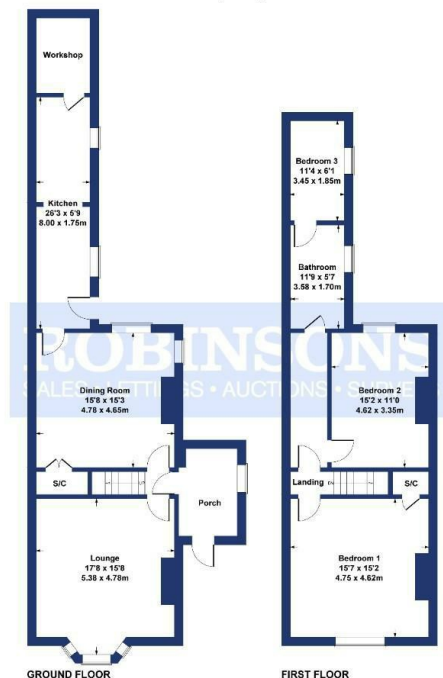 Workshop
Kitchen
26'3 x 5'9
8.00 x 1.75m
Bedroom 3
11'4 x 6'1
3.45 x 1.85m
Bathroom
11'9 x 5'7
3.58 x 1.70m
ROBINSONS
SALES • LETTINGS • AUCTIONS • SURVEY
Dining Room
15'8 x 15'3
4.78 x 4.65m
Bedroom 2
15'2 x 11'0
4.62 x 3.35m
S/C
Porch
Landing
S/C
Lounge
17'8 x 15'8
5.38 x 4.78m
Bedroom 1
15'7 x 15'2
4.75 x 4.62m
GROUND FLOOR
FIRST FLOOR